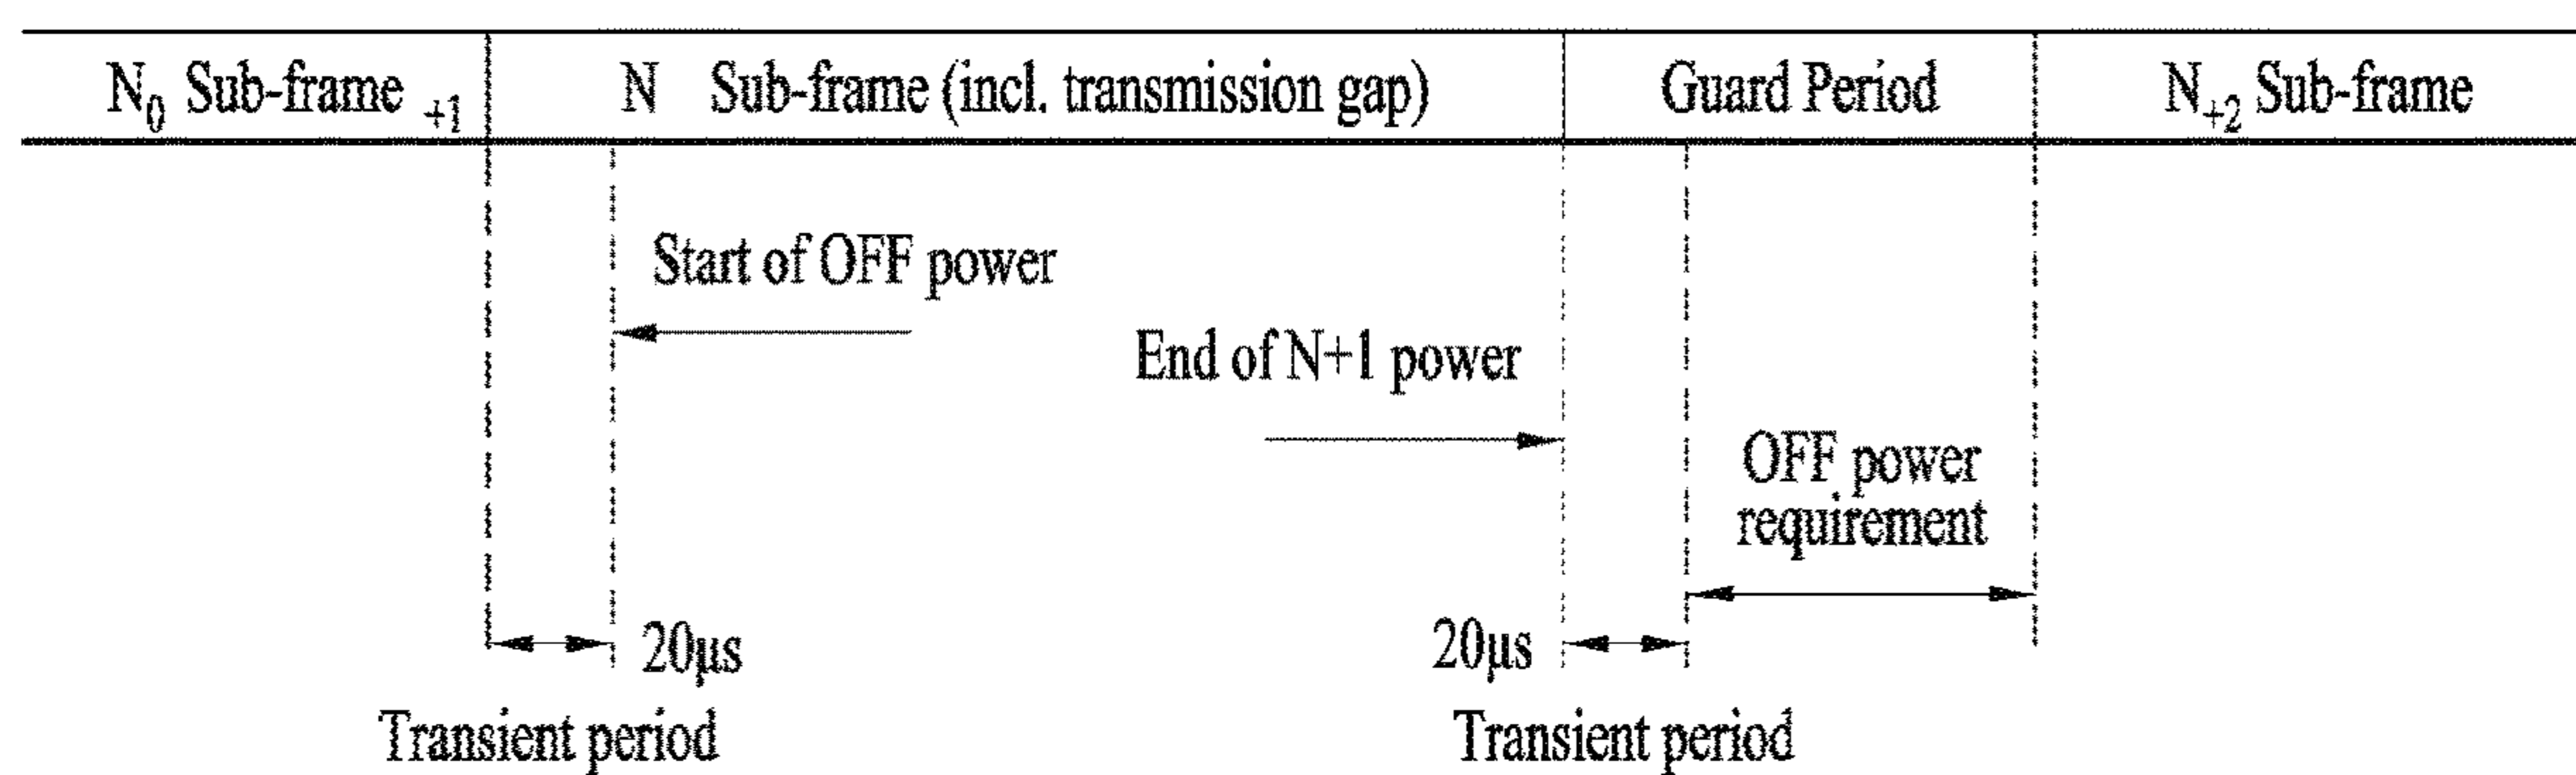 N0 Sub-frame +1 N Sub-frame (incl. transmission gap) Guard Period N+2 Sub-frame
Start of OFF power
End of N+1 power
OFF power
requirement
20μs 20μs
Transient period Transient period